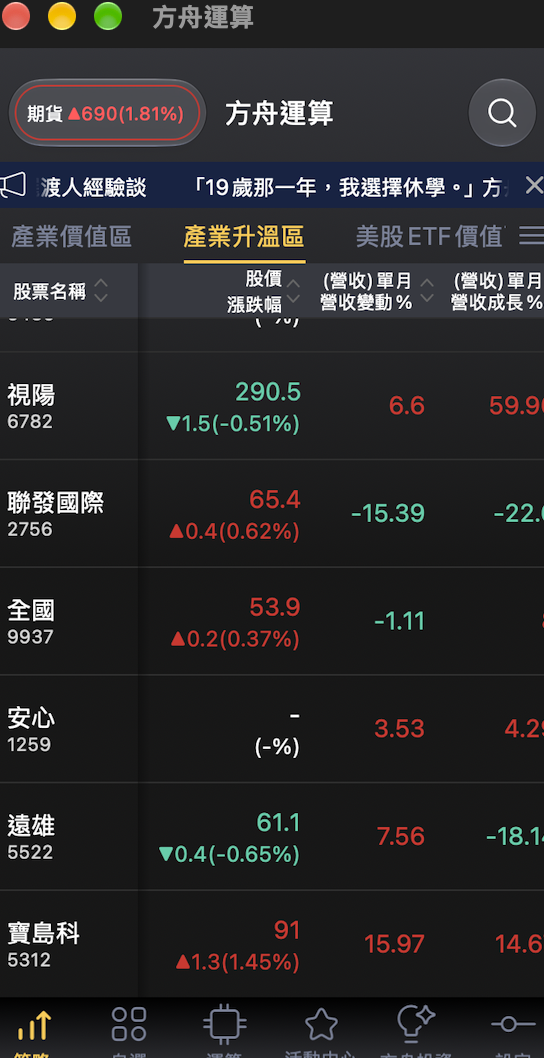 方舟運算
期貨 ▲690(1.81%)
方舟運算
渡人經驗談 「19歲那一年,我選擇休學。」方
產業價值區 產業升溫區 美股ETF價值
股票名稱 股價 漲跌幅 (營收)單月 營收變動% (營收)單月 營收成長%
視陽 290.5 6.6
6782 ▼1.5(-0.51%)
聯發國際 65.4 -15.39
2756 ▲0.4(0.62%)
全國 53.9 -1.11
9937 ▲0.2(0.37%)
安心 - 3.53
1259 (-%)
遠雄 61.1 7.56
5522 ▼0.4(-0.65%)
寶島科 91 15.97
5312 ▲1.3(1.45%)